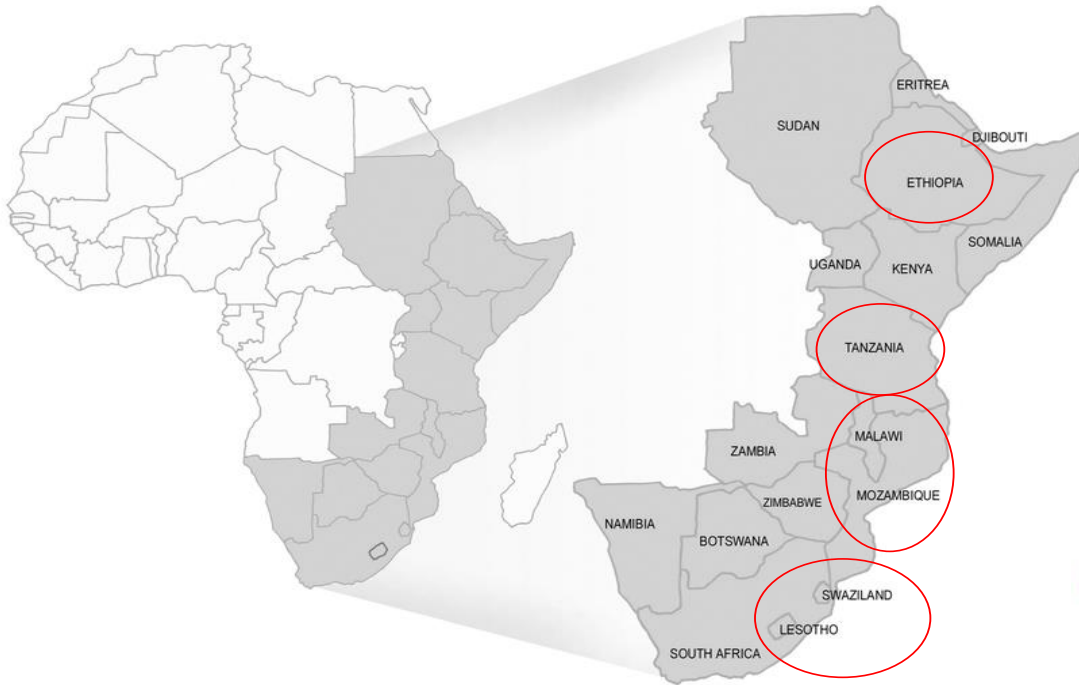 ERITREA
SUDAN
DJIBOUTI
ETHIOPIA
SOMALIA
UGANDA
KENYA
TANZANIA
MALAWI
ZAMBIA
MOZAMBIQUE
ZIMBABWE
NAMIBIA
BOTSWANA
SWAZILAND
LESOTHO
SOUTH AFRICA